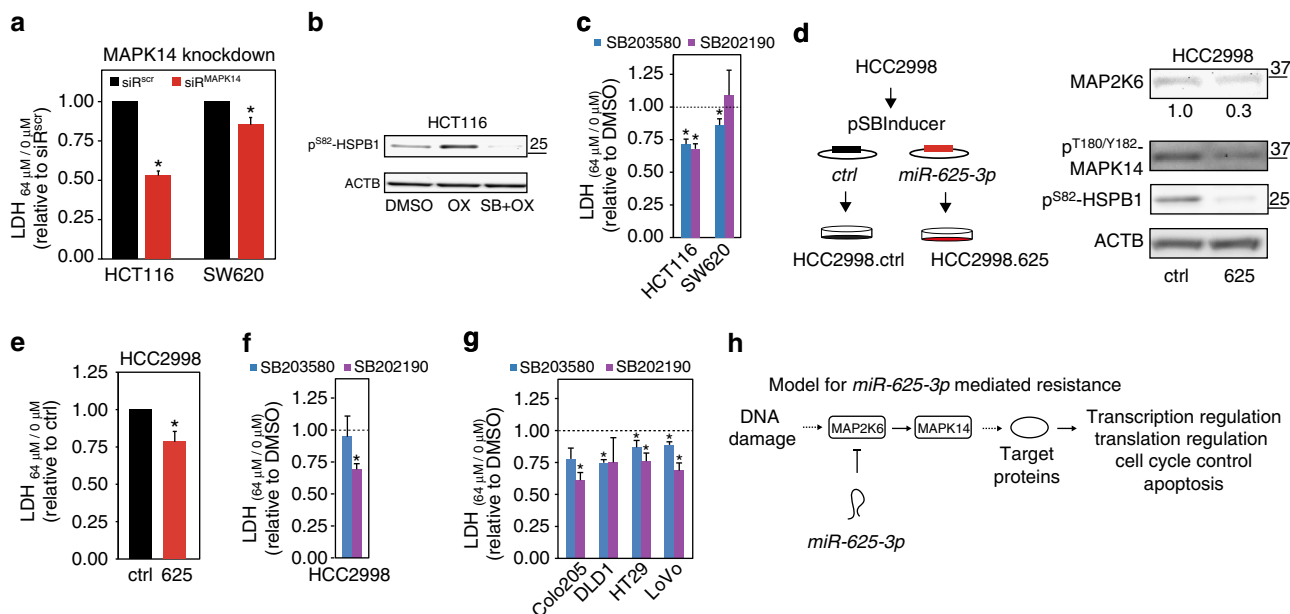 a
MAPK14 knockdown
siR^scr siR^MAPK14
LDH (64 μM / 0 μM)
(relative to siR^scr)
1.00
0.75
0.50
0.25
0.00
* *
HCT116 SW620
b
HCT116
p^S82-HSPB1
25
ACTB
DMSO OX SB+OX
c
SB203580 SB202190
LDH (64 μM / 0 μM)
(relative to DMSO)
1.25
1.00
0.75
0.50
0.25
0.00
* * *
HCT116
SW620
d
HCC2998
pSBInducer
ctrl miR-625-3p
HCC2998.ctrl HCC2998.625
HCC2998
MAP2K6
37
1.0 0.3
p^T180/Y182-
MAPK14
37
p^S82-HSPB1
25
ACTB
ctrl 625
e
HCC2998
LDH (64 μM / 0 μM)
(relative to ctrl)
1.25
1.00
0.75
0.50
0.25
0.00
*
ctrl 625
f
SB203580 SB202190
LDH (64 μM / 0 μM)
(relative to DMSO)
1.25
1.00
0.75
0.50
0.25
0.00
*
HCC2998
g
SB203580 SB202190
LDH (64 μM / 0 μM)
(relative to DMSO)
1.25
1.00
0.75
0.50
0.25
0.00
* * * * * *
Colo205
DLD1
HT29
LoVo
h
Model for miR-625-3p mediated resistance
DNA
damage
MAP2K6
MAPK14
Target
proteins
Transcription regulation
translation regulation
cell cycle control
apoptosis
miR-625-3p